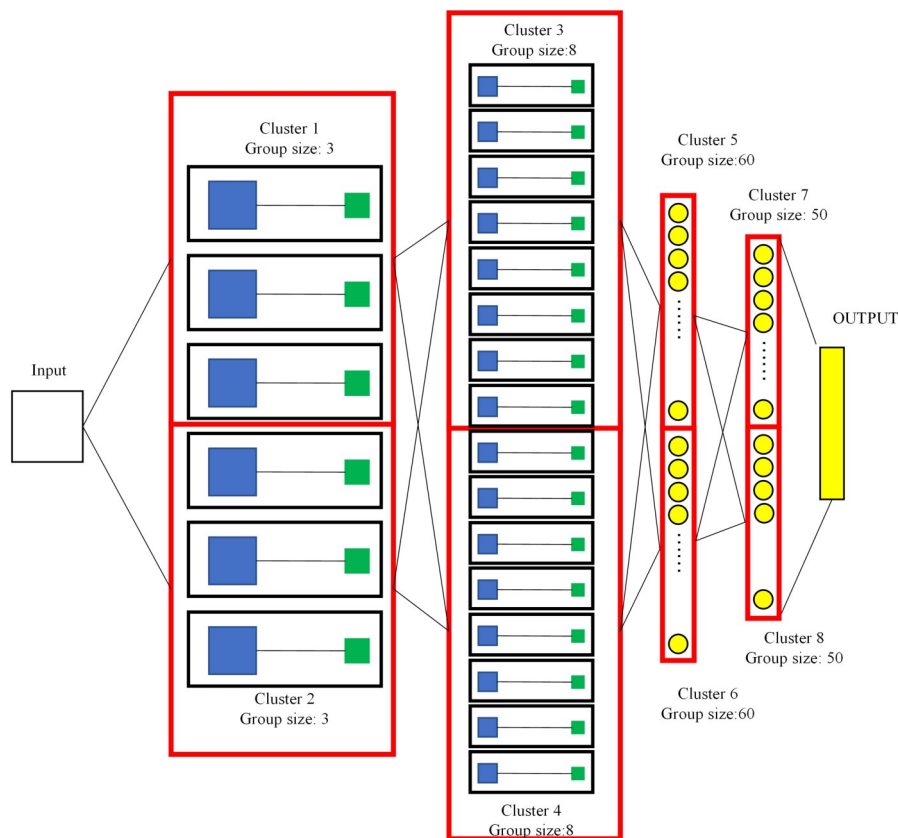 Cluster 3
Group size:8
Cluster 1
Group size: 3
Cluster 5
Group size:60
Cluster 7
Group size: 50
OUTPUT
Input
Cluster 8
Group size: 50
Cluster 2
Group size: 3
Cluster 6
Group size:60
Cluster 4
Group size:8